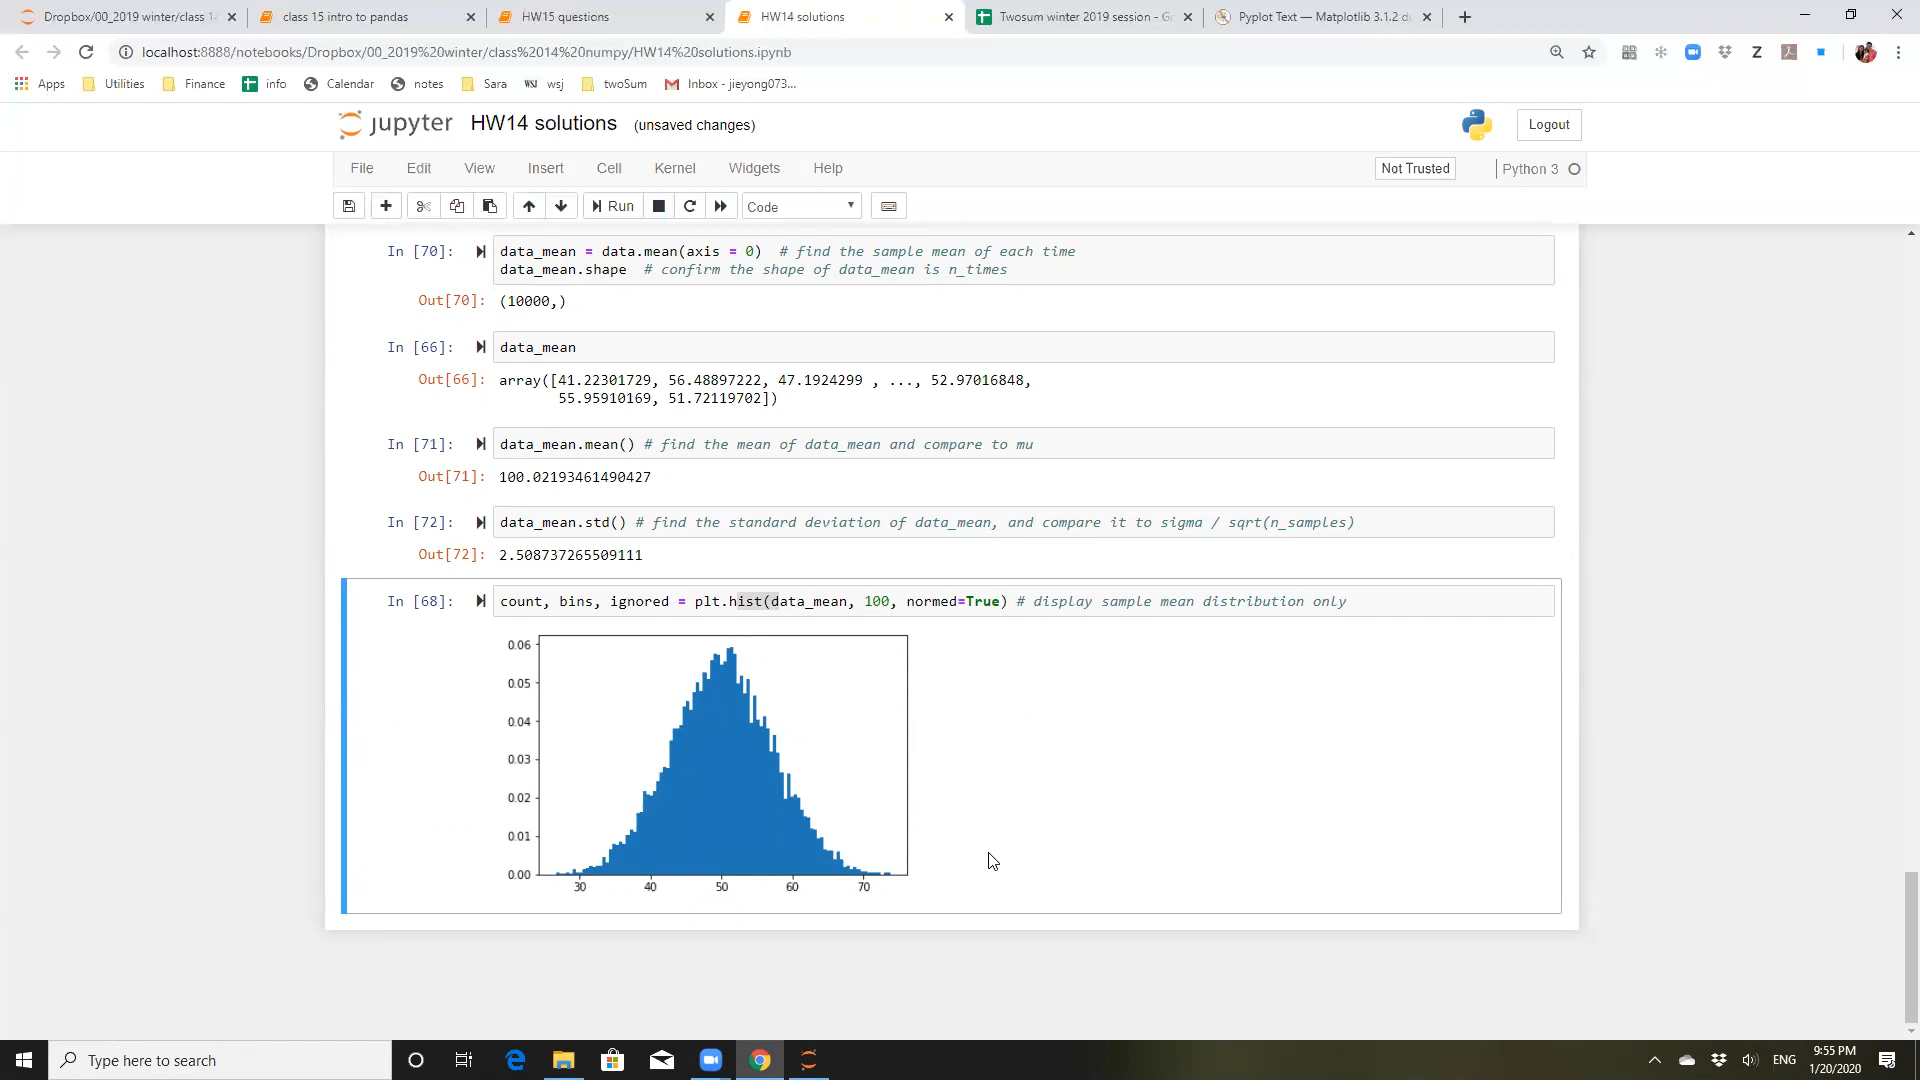 Dropbox/00_2019 winter/class 1
class 15 intro to pandas
HW15 questions
HW14 solutions
Twosum winter 2019 session - G
Pyplot Text — Matplotlib 3.1.2 d
localhost:8888/notebooks/Dropbox/00_2019%20winter/class%2014%20numpy/HW14%20solutions.ipynb
Apps Utilities Finance info Calendar notes Sara WSJ wsj twoSum Inbox - jieyong073...
jupyter HW14 solutions (unsaved changes)
Logout
File Edit View Insert Cell Kernel Widgets Help
Not Trusted
Python 3
Run
Code
In [70]: data_mean = data.mean(axis = 0) # find the sample mean of each time
data_mean.shape # confirm the shape of data_mean is n_times
Out[70]: (10000,)
In [66]: data_mean
Out[66]: array([41.22301729, 56.48897222, 47.1924299 , ..., 52.97016848,
55.95910169, 51.72119702])
In [71]: data_mean.mean() # find the mean of data_mean and compare to mu
Out[71]: 100.02193461490427
In [72]: data_mean.std() # find the standard deviation of data_mean, and compare it to sigma / sqrt(n_samples)
Out[72]: 2.508737265509111
In [68]: count, bins, ignored = plt.hist(data_mean, 100, normed=True) # display sample mean distribution only
0.06
0.05
0.04
0.03
0.02
0.01
0.00
30 40 50 60 70
Type here to search
ENG
9:55 PM
1/20/2020